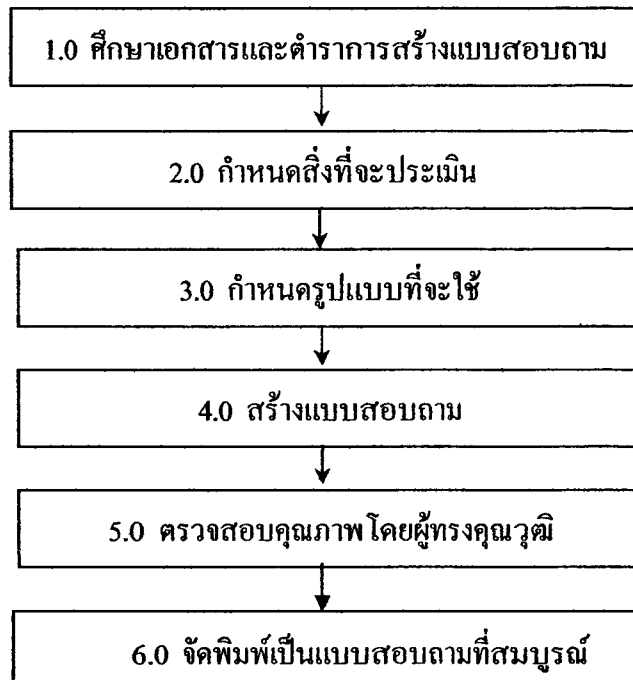 1.0 ศึกษาเอกสารและตำราการสร้างแบบสอบถาม
2.0 กำหนดสิ่งที่จะประเมิน
3.0 กำหนดรูปแบบที่จะใช้
4.0 สร้างแบบสอบถาม
5.0 ตรวจสอบคุณภาพโดยผู้ทรงคุณวุฒิ
6.0 จัดพิมพ์เป็นแบบสอบถามที่สมบูรณ์